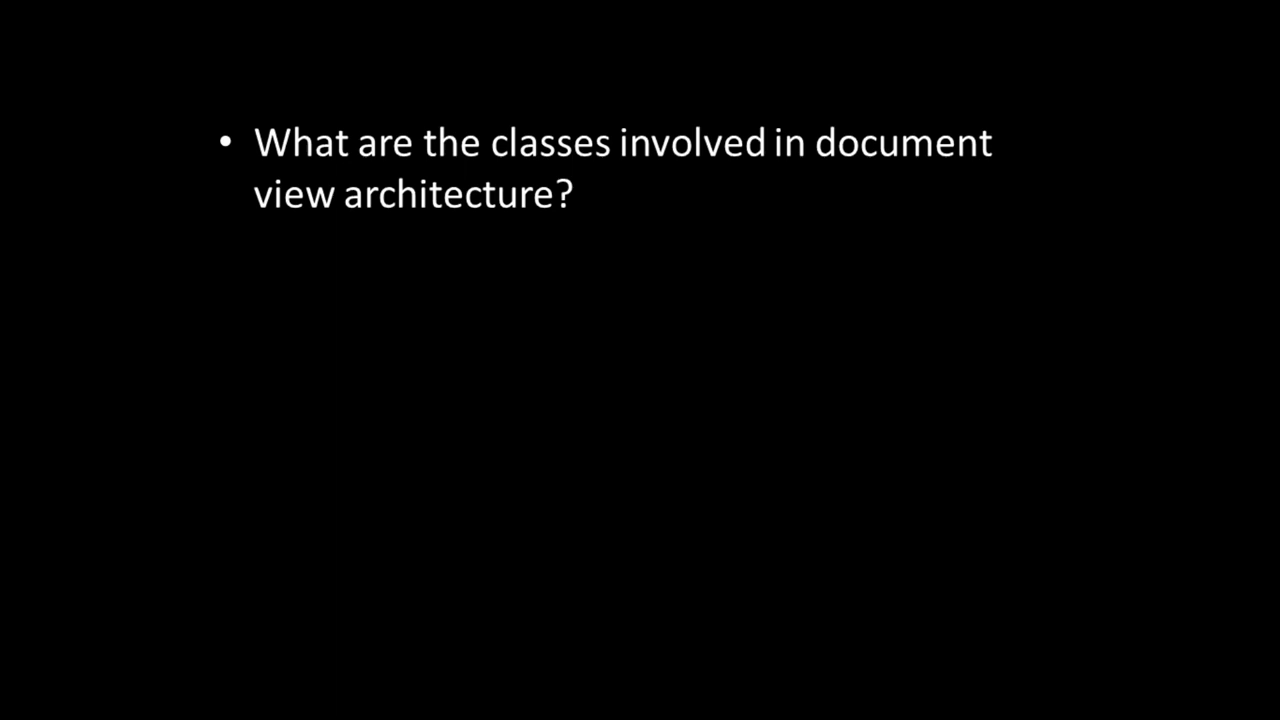 • What are the classes involved in document
view architecture?